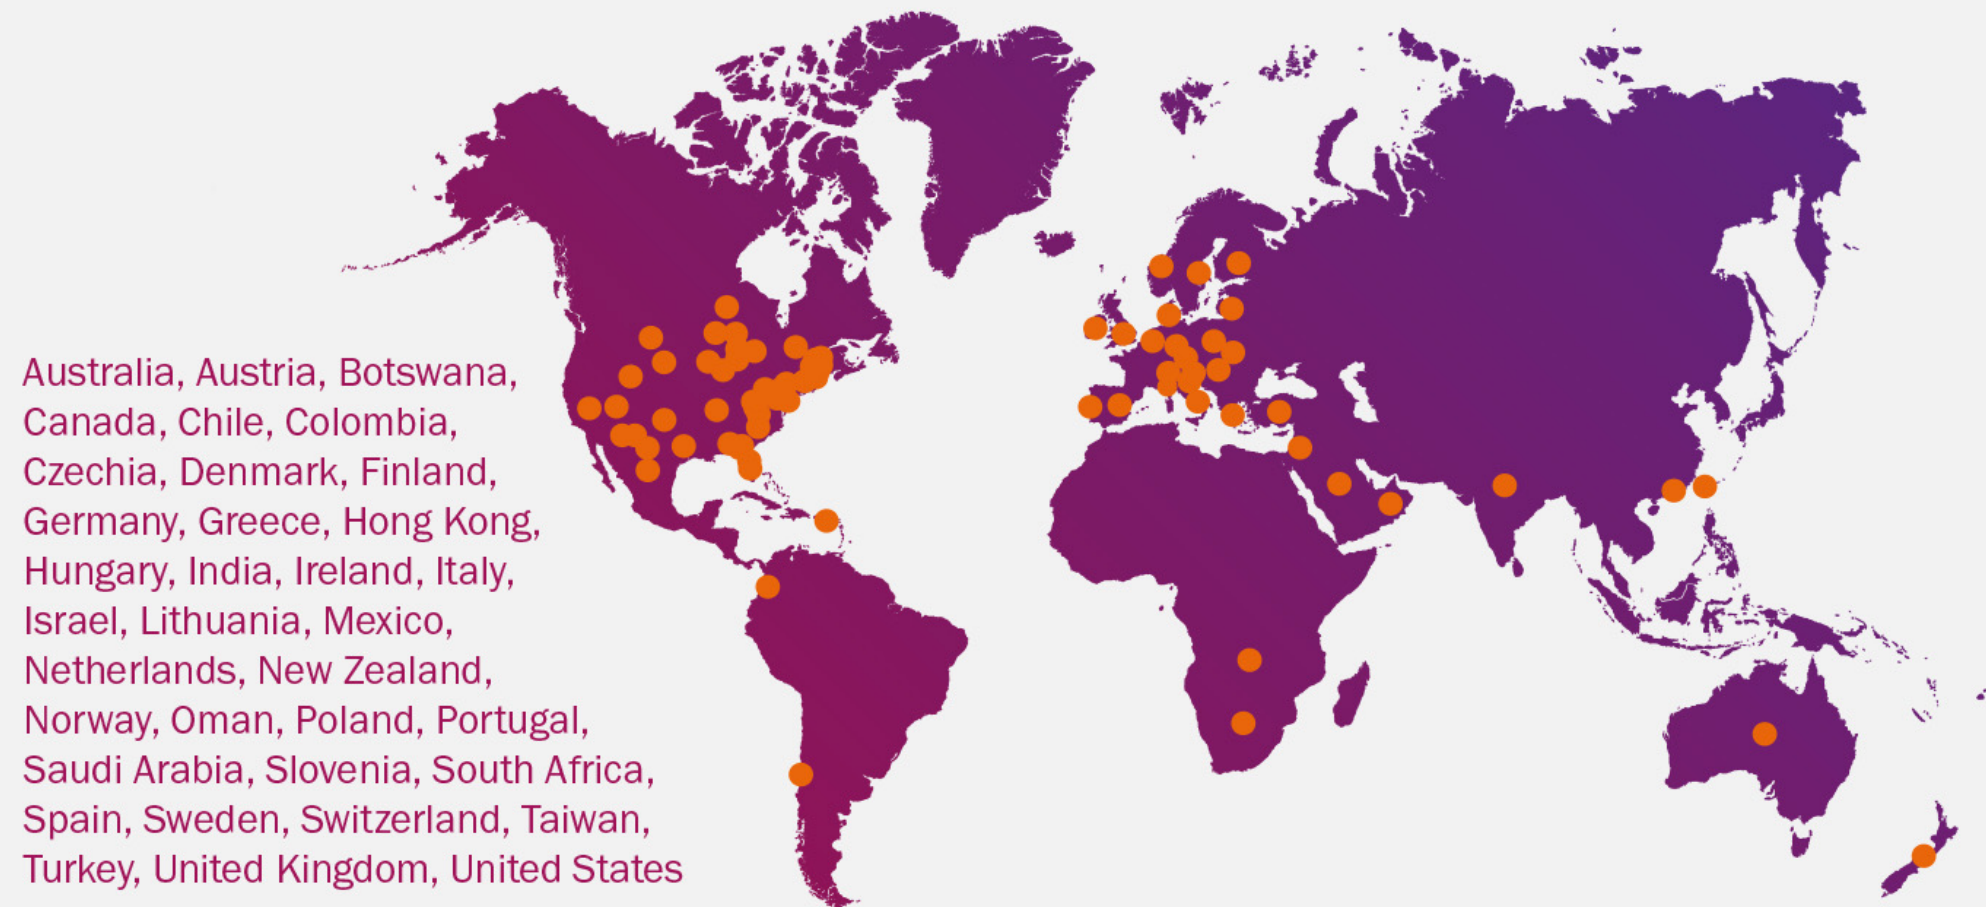 Australia, Austria, Botswana,
Canada, Chile, Colombia,
Czechia, Denmark, Finland,
Germany, Greece, Hong Kong,
Hungary, India, Ireland, Italy,
Israel, Lithuania, Mexico,
Netherlands, New Zealand,
Norway, Oman, Poland, Portugal,
Saudi Arabia, Slovenia, South Africa,
Spain, Sweden, Switzerland, Taiwan,
Turkey, United Kingdom, United States